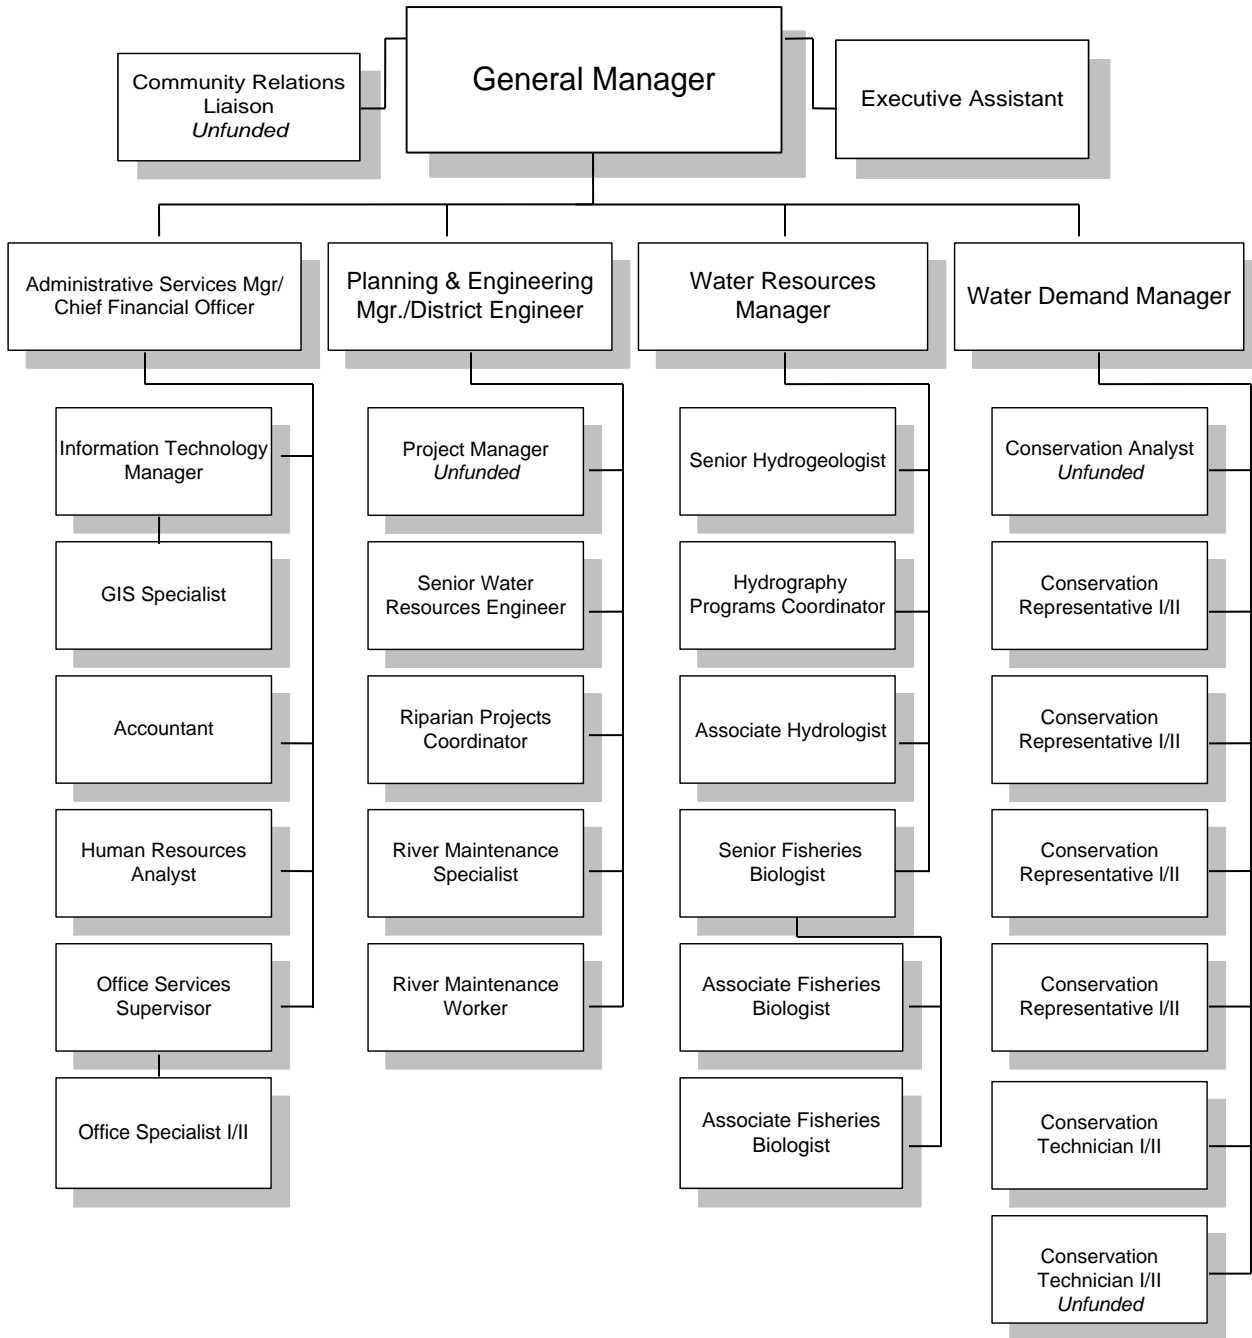 General Manager
Community Relations
Liaison
Unfunded
Executive Assistant
Administrative Services Mgr/
Chief Financial Officer
Planning & Engineering
Mgr./District Engineer
Water Resources
Manager
Water Demand Manager
Information Technology
Manager
GIS Specialist
Accountant
Human Resources
Analyst
Office Services
Supervisor
Office Specialist I/II
Project Manager
Unfunded
Senior Water
Resources Engineer
Riparian Projects
Coordinator
River Maintenance
Specialist
River Maintenance
Worker
Senior Hydrogeologist
Hydrography
Programs Coordinator
Associate Hydrologist
Senior Fisheries
Biologist
Associate Fisheries
Biologist
Associate Fisheries
Biologist
Conservation Analyst
Unfunded
Conservation
Representative I/II
Conservation
Representative I/II
Conservation
Representative I/II
Conservation
Representative I/II
Conservation
Technician I/II
Conservation
Technician I/II
Unfunded